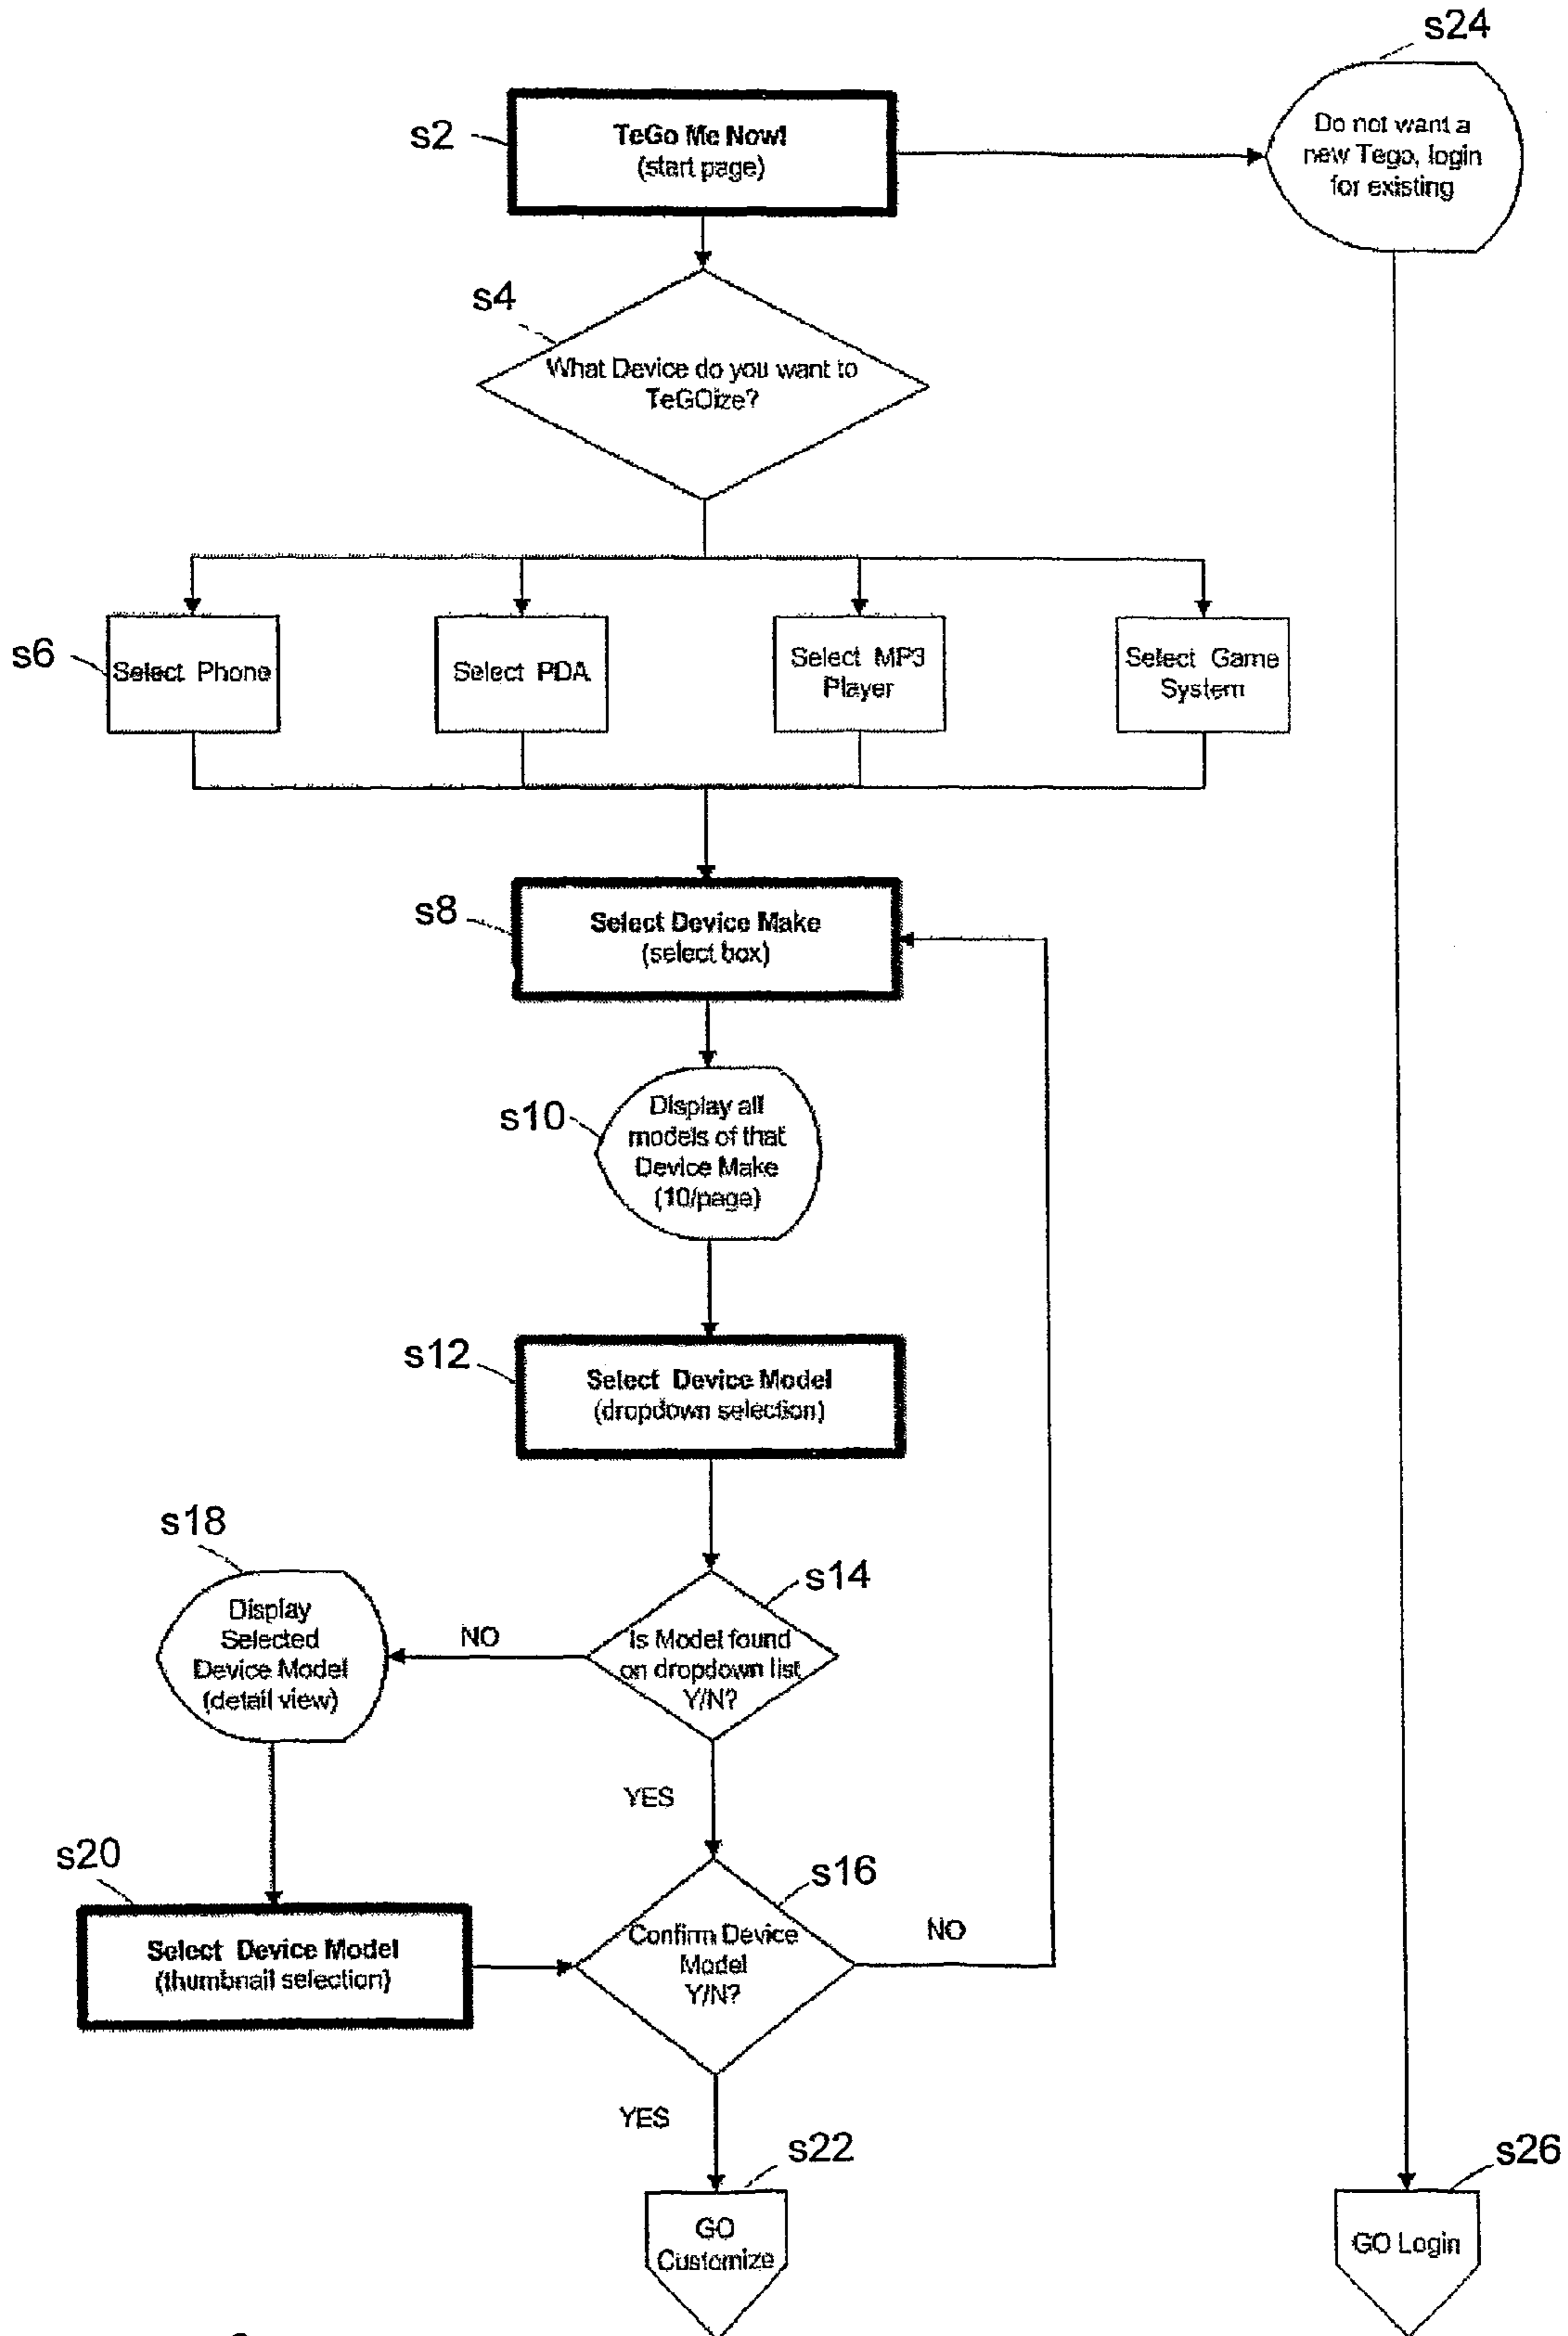 s24
s2
TeGo Me Now!
(start page)
Do not want a
new Tego, login
for existing
s4
What Device do you want to
TeGOize?
s6
Select Phone
Select PDA
Select MP3
Player
Select Game
System
s8
Select Device Make
(select box)
s10
Display all
models of that
Device Make
(10/page)
s12
Select Device Model
(dropdown selection)
s18
Display
Selected
Device Model
(detail view)
NO
s14
Is Model found
on dropdown list
Y/N?
YES
s20
Select Device Model
(thumbnail selection)
s16
Confirm Device
Model
Y/N?
NO
YES
s22
GO
Customize
s26
GO Login